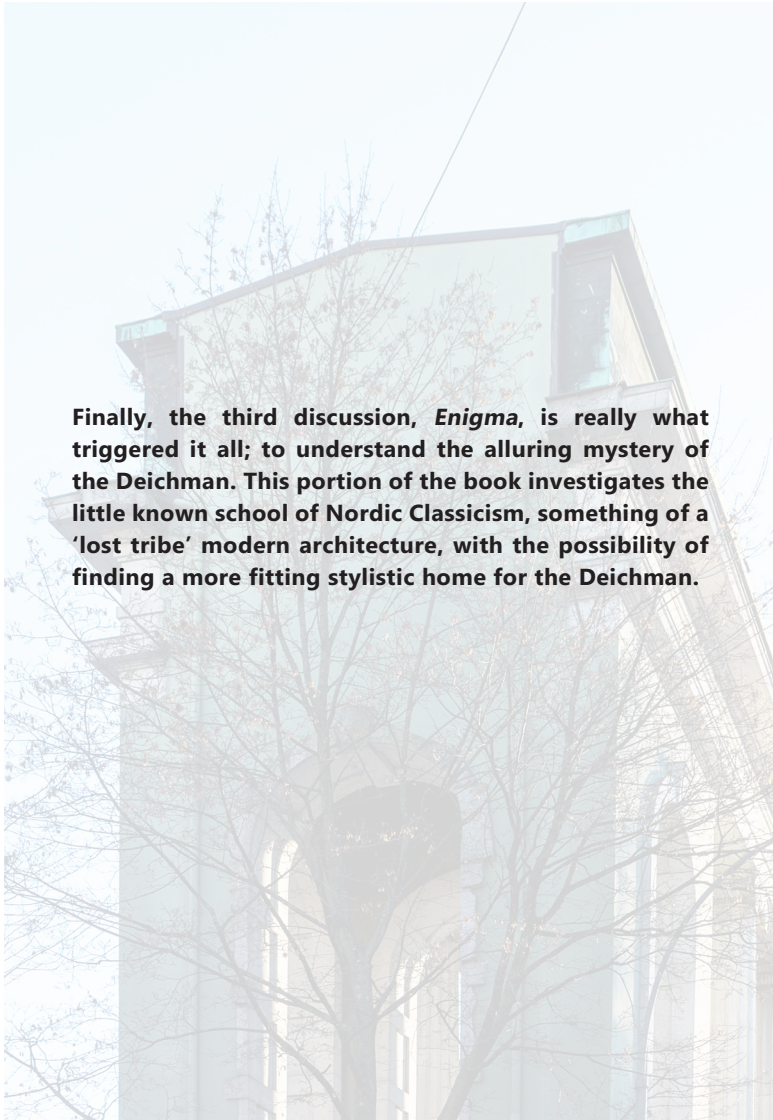 Finally, the third discussion, Enigma, is really what
triggered it all; to understand the alluring mystery of
the Deichman. This portion of the book investigates the
little known school of Nordic Classicism, something of a
‘lost tribe’ modern architecture, with the possibility of
finding a more fitting stylistic home for the Deichman.